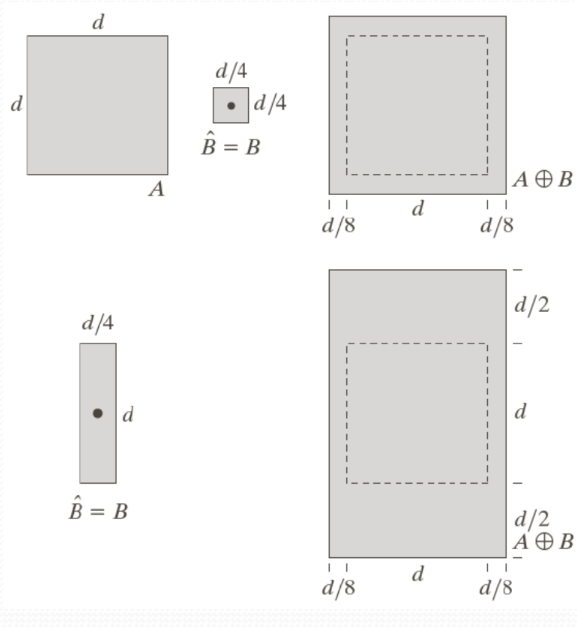 d
d
A
d/4
d/4
B̂ = B
A ⊕ B
d/8
d
d/8
d/4
d
B̂ = B
d/2
d
d/2
A ⊕ B
d/8
d
d/8